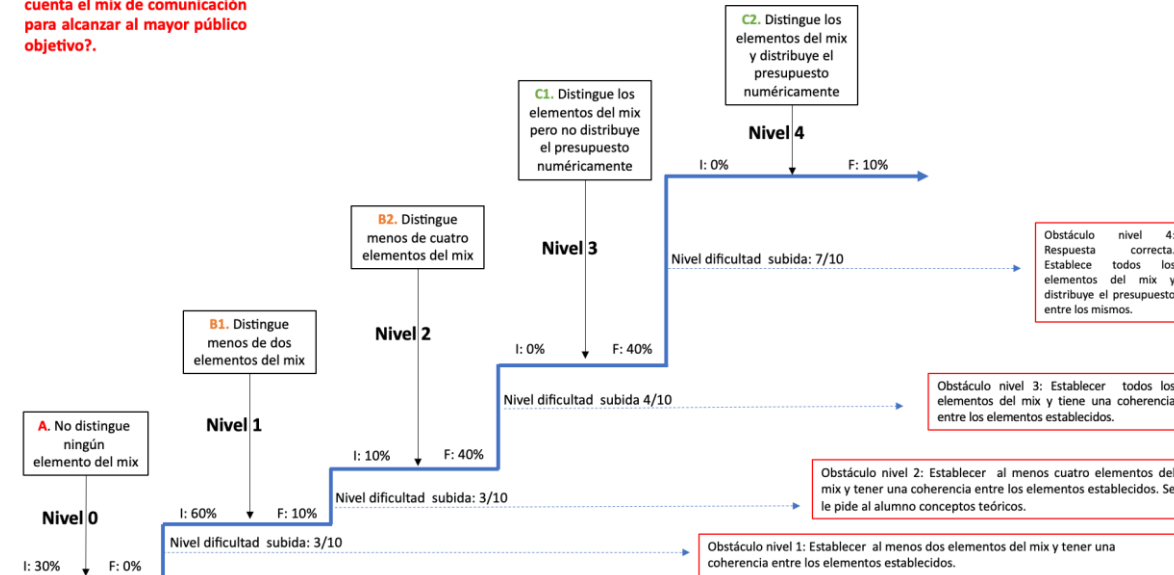 cuenta el mix de comunicación
para alcanzar al mayor público
objetivo?.
C2. Distingue los
elementos del mix
y distribuye el
presupuesto
numéricamente
Nivel 4
I: 0%
F: 10%
C1. Distingue los
elementos del mix
pero no distribuye
el presupuesto
numéricamente
Nivel 3
Nivel dificultad subida: 7/10
Obstáculo nivel 4:
Respuesta correcta.
Establece todos los
elementos del mix y
distribuye el presupuesto
entre los mismos.
B2. Distingue
menos de cuatro
elementos del mix
Nivel 2
I: 0%
F: 40%
Nivel dificultad subida 4/10
Obstáculo nivel 3: Establecer todos los
elementos del mix y tiene una coherencia
entre los elementos establecidos.
B1. Distingue
menos de dos
elementos del mix
Nivel 1
I: 10%
F: 40%
Nivel dificultad subida: 3/10
Obstáculo nivel 2: Establecer al menos cuatro elementos del
mix y tener una coherencia entre los elementos establecidos. Se
le pide al alumno conceptos teóricos.
A. No distingue
ningún
elemento del mix
Nivel 0
I: 60%
F: 10%
Nivel dificultad subida: 3/10
Obstáculo nivel 1: Establecer al menos dos elementos del mix y tener una
coherencia entre los elementos establecidos.
I: 30%
F: 0%